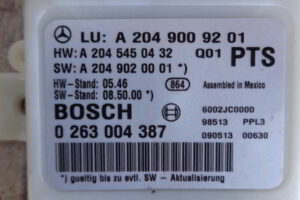 LU: A 204 900 92 01
HW: A 204 545 04 32 Q01 PTS
SW: A 204 902 00 01 *)
HW-Stand: 05.46 864 Assembled in Mexico
SW-Stand: 08.50.00 *)
BOSCH 6002JC0000
98513 PPL3
0 263 004 387 090513 00630
*) gueltig bis zu evtl. SW - Aktualisierung